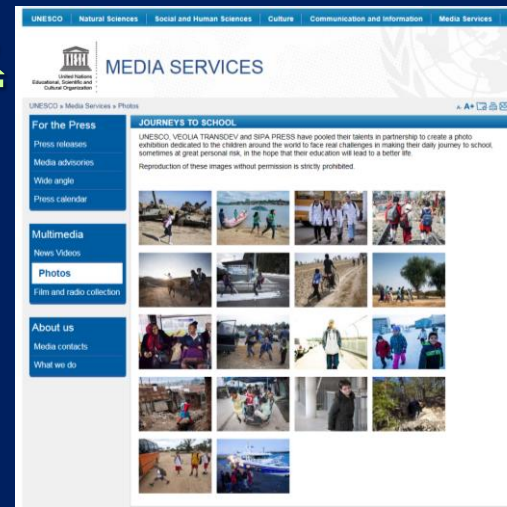 UNESCO Natural Sciences Social and Human Sciences Culture Communication and Information Media Services
United Nations
Educational, Scientific and
Cultural Organization
MEDIA SERVICES
UNESCO » Media Services » Photos
A+
For the Press
Press releases
Media advisories
Wide angle
Press calendar
Multimedia
News Videos
Photos
Film and radio collection
About us
Media contacts
What we do
JOURNEYS TO SCHOOL
UNESCO, VEOLIA TRANSDEV and SIPA PRESS have pooled their talents in partnership to create a photo
exhibition dedicated to the children around the world to face real challenges in making their daily journey to school,
sometimes at great personal risk, in the hope that their education will lead to a better life.
Reproduction of these images without permission is strictly prohibited.